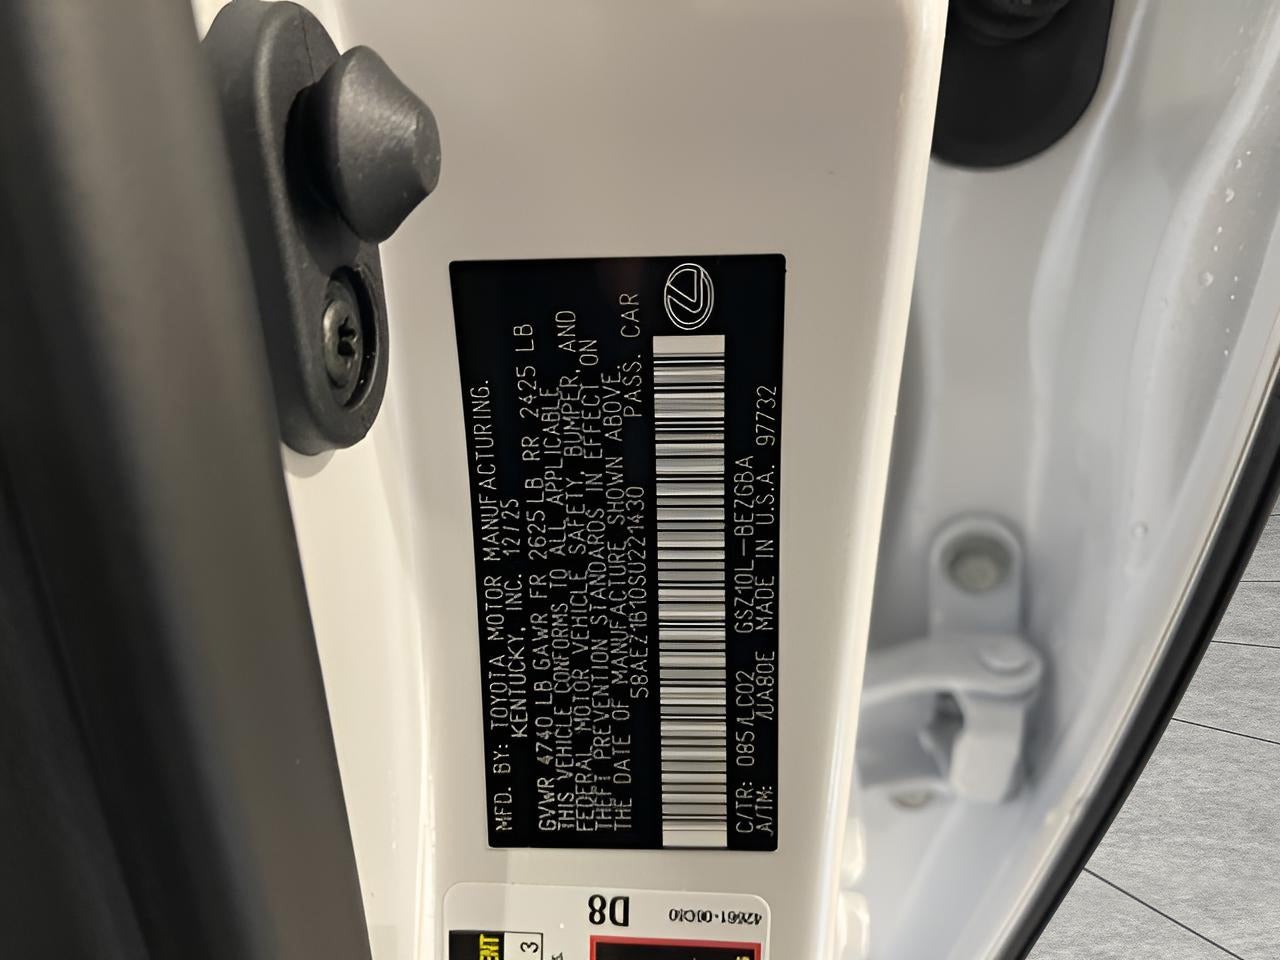 MFD. BY: TOYOTA MOTOR MANUFACTURING.
KENTUCKY, INC. 12/25
GVWR 4740 LB GAWR FR 2625 LB RR 2425 LB
THIS VEHICLE CONFORMS TO ALL APPLICABLE
FEDERAL MOTOR VEHICLE SAFETY, BUMPER, AND
THEFT PREVENTION STANDARDS IN EFFECT ON
THE DATE OF MANUFACTURE SHOWN ABOVE.
58AEZ1B10SU221430 PASS. CAR
C/TR: 085/LC02 GSZ10L-BEZGBA
A/TM: /UA80E MADE IN U.S.A. 97732
D8
3